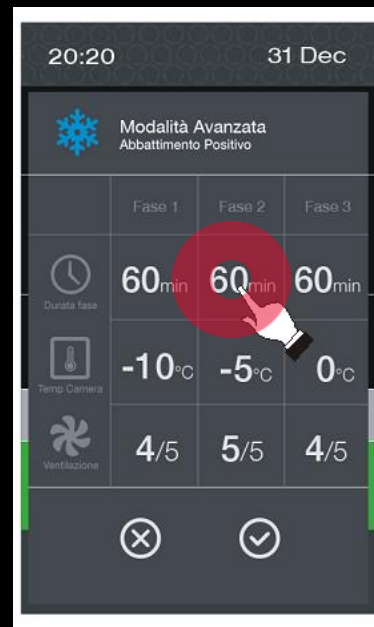 20:20 31 Dec
Modalità Avanzata
Abbattimento Positivo
Fase 1 Fase 2 Fase 3
Durata fase 60min 60min 60min
Temp Camera -10°C -5°C 0°C
Ventilazione 4/5 5/5 4/5